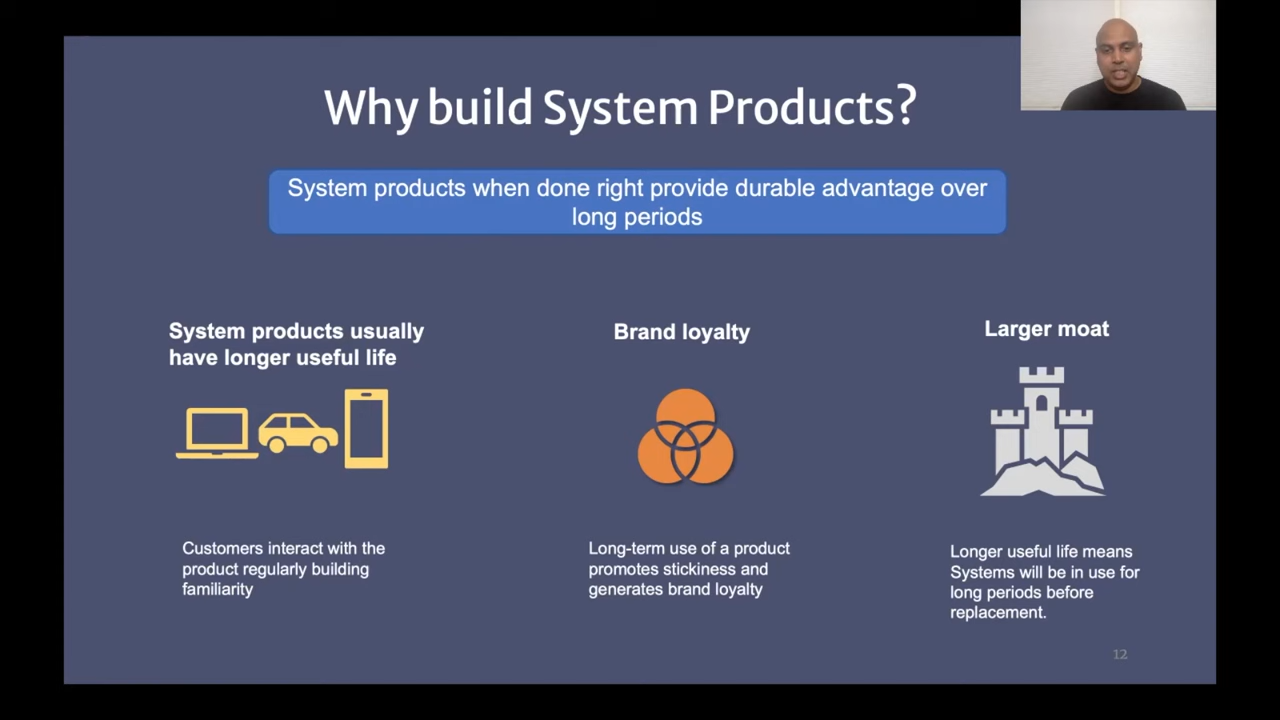 Why build System Products?
System products when done right provide durable advantage over
long periods
System products usually
have longer useful life
Customers interact with the
product regularly building
familiarity
Brand loyalty
Long-term use of a product
promotes stickiness and
generates brand loyalty
Larger moat
Longer useful life means
Systems will be in use for
long periods before
replacement.
12